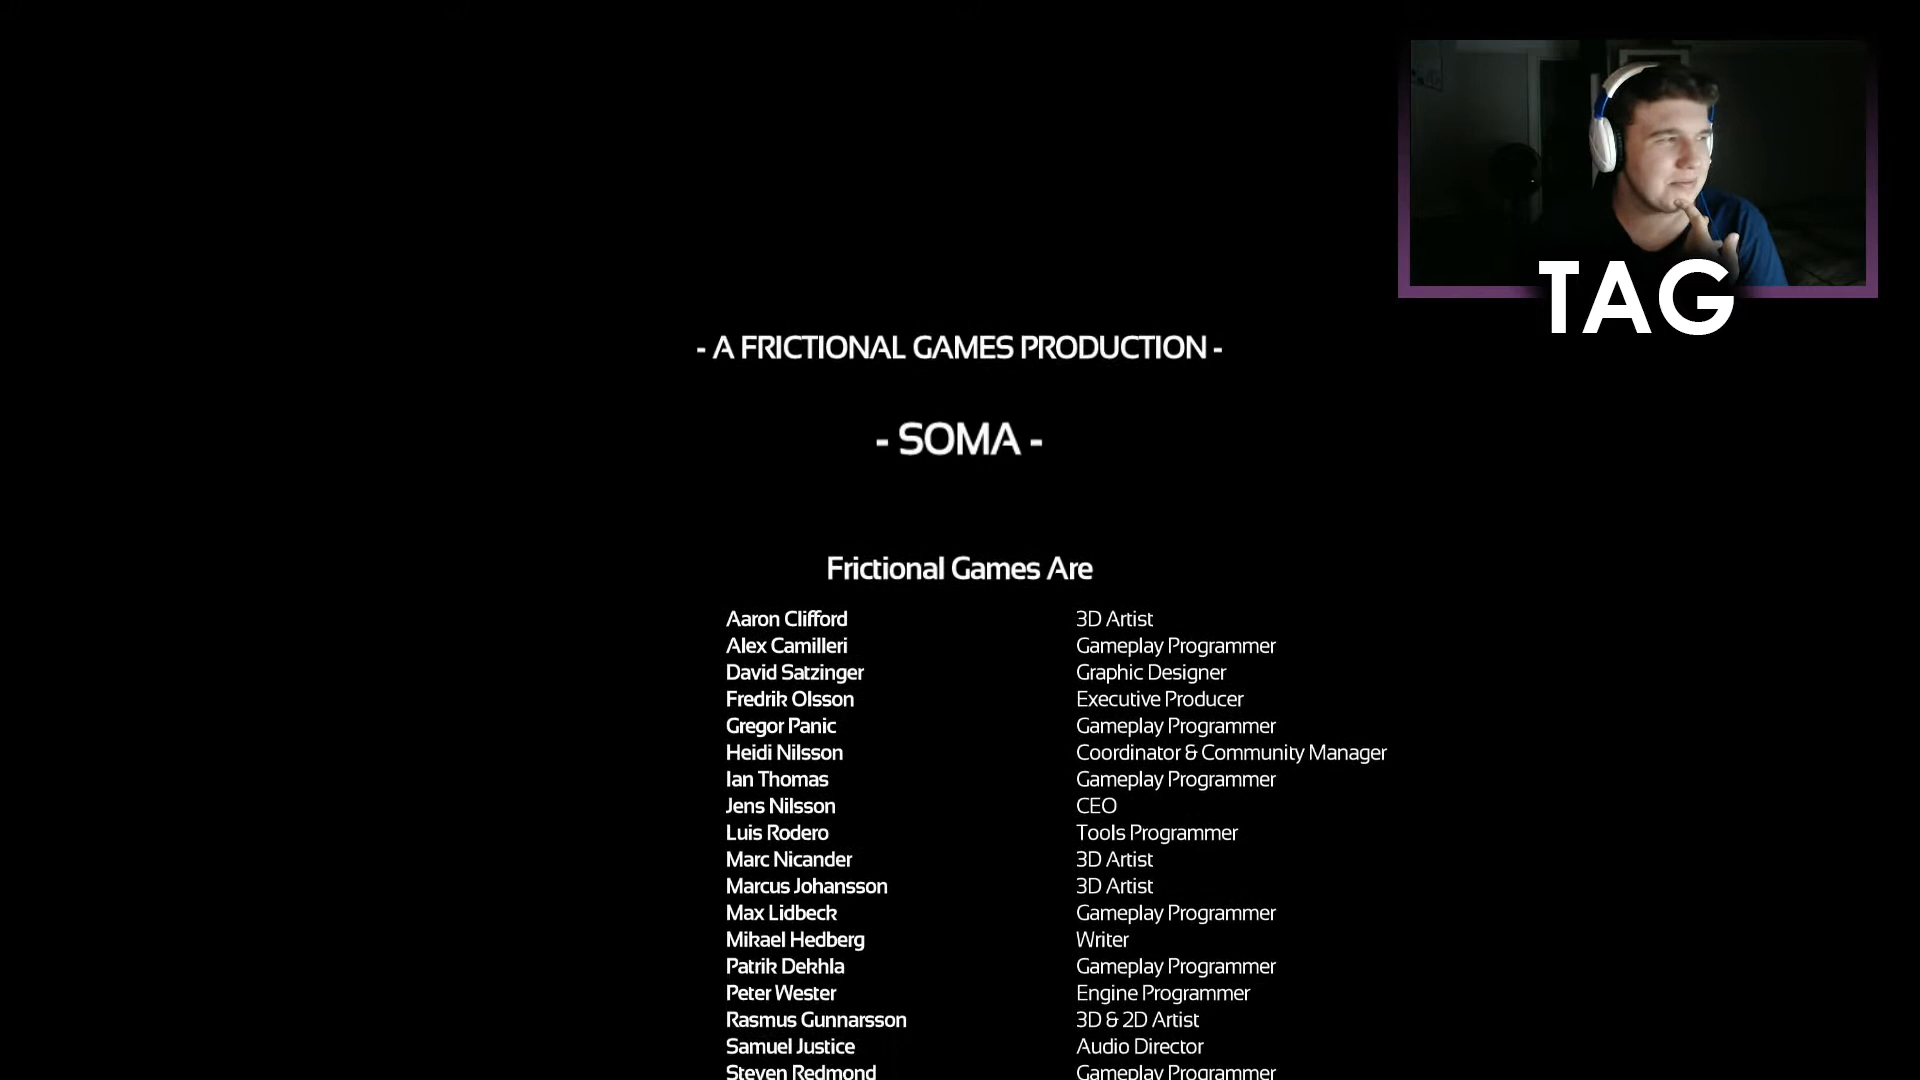 TAG
- A FRICTIONAL GAMES PRODUCTION -
- SOMA -
Frictional Games Are
Aaron Clifford 3D Artist
Alex Camilleri Gameplay Programmer
David Satzinger Graphic Designer
Fredrik Olsson Executive Producer
Gregor Panic Gameplay Programmer
Heidi Nilsson Coordinator & Community Manager
Ian Thomas Gameplay Programmer
Jens Nilsson CEO
Luis Rodero Tools Programmer
Marc Nicander 3D Artist
Marcus Johansson 3D Artist
Max Lidbeck Gameplay Programmer
Mikael Hedberg Writer
Patrik Dekhla Gameplay Programmer
Peter Wester Engine Programmer
Rasmus Gunnarsson 3D & 2D Artist
Samuel Justice Audio Director
Steven Redmond Gameplay Programmer